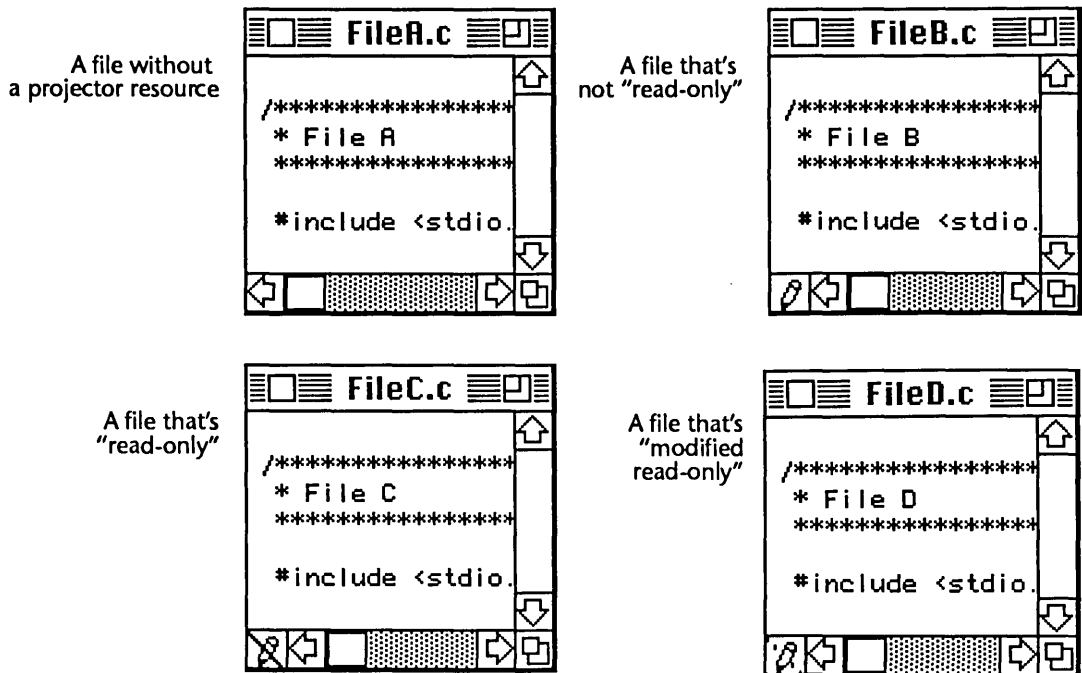 FileA.c
A file without
a projector resource
/****************
* File A
****************
#include <stdio.
FileB.c
A file that's
not "read-only"
/****************
* File B
****************
#include <stdio.
FileC.c
A file that's
"read-only"
/****************
* File C
****************
#include <stdio.
FileD.c
A file that's
"modified
read-only"
/****************
* File D
****************
#include <stdio.